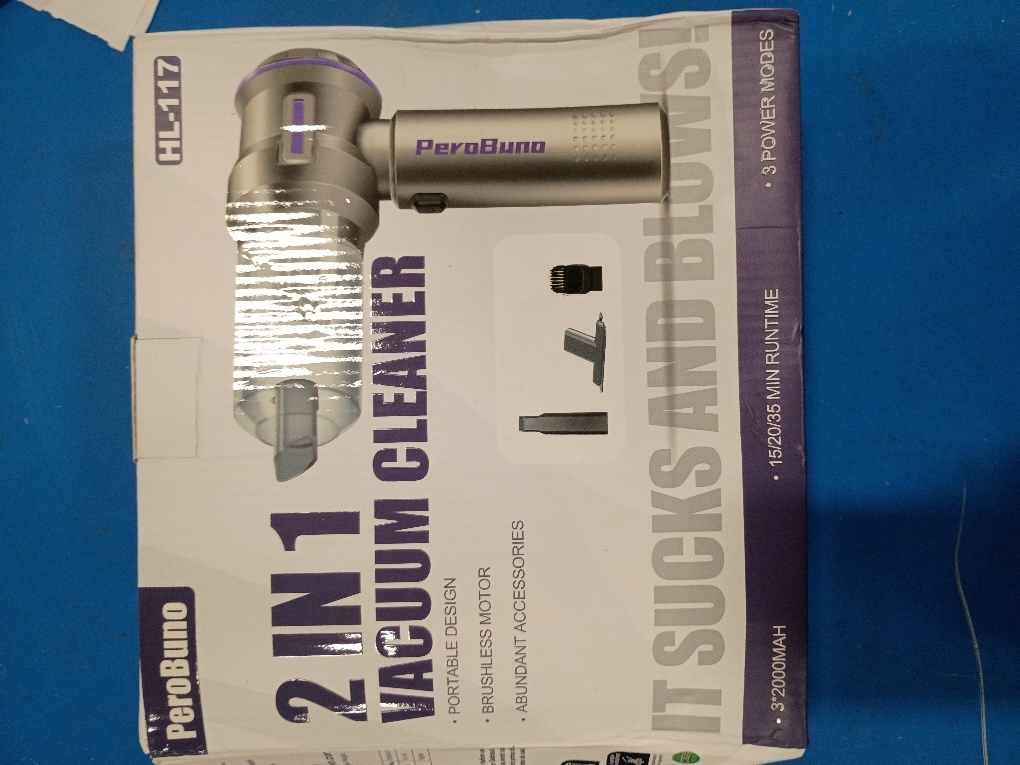 PeroBuno
HL-117
2 IN 1
VACUUM CLEANER
• PORTABLE DESIGN
• BRUSHLESS MOTOR
• ABUNDANT ACCESSORIES
PeroBuno
IT SUCKS AND BLOWS!
• 3*2000MAH
• 15/20/35 MIN RUNTIME
• 3 POWER MODES